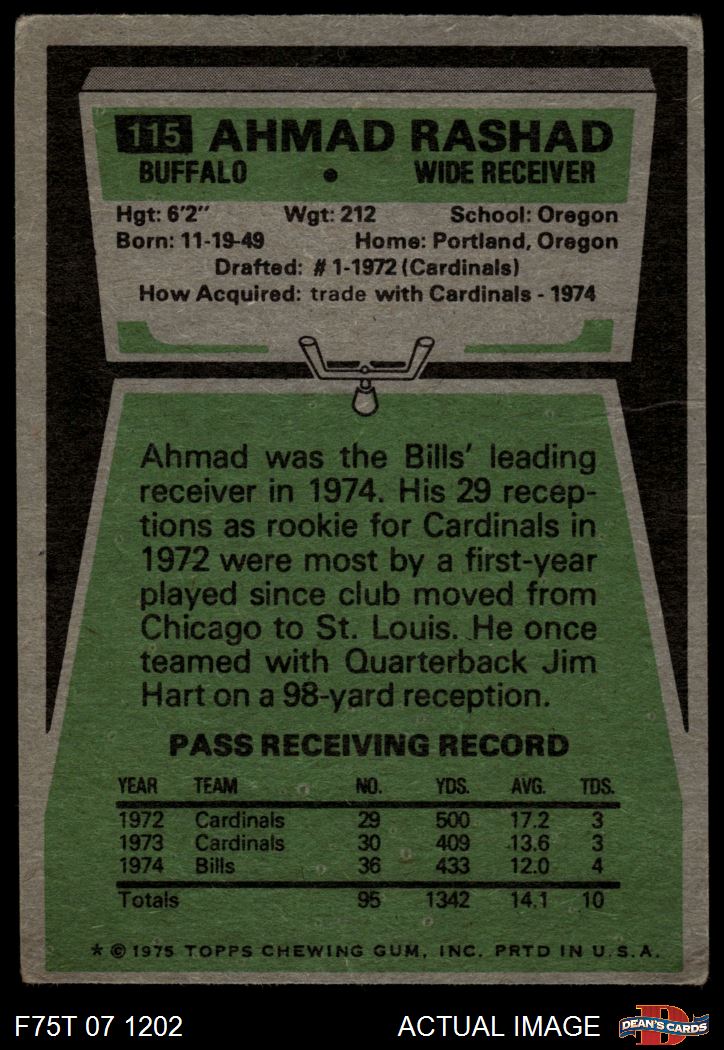 115 AHMAD RASHAD
BUFFALO • WIDE RECEIVER
Hgt: 6'2" Wgt: 212 School: Oregon
Born: 11-19-49 Home: Portland, Oregon
Drafted: #1-1972 (Cardinals)
How Acquired: trade with Cardinals - 1974
Ahmad was the Bills' leading
receiver in 1974. His 29 recep-
tions as rookie for Cardinals in
1972 were most by a first-year
played since club moved from
Chicago to St. Louis. He once
teamed with Quarterback Jim
Hart on a 98-yard reception.
PASS RECEIVING RECORD
YEAR TEAM NO. YDS. AVG. TDS.
1972 Cardinals 29 500 17.2 3
1973 Cardinals 30 409 13.6 3
1974 Bills 36 433 12.0 4
Totals 95 1342 14.1 10
* © 1975 TOPPS CHEWING GUM, INC. PRTD IN U.S.A.
F75T 07 1202 ACTUAL IMAGE D DEAN'S CARDS